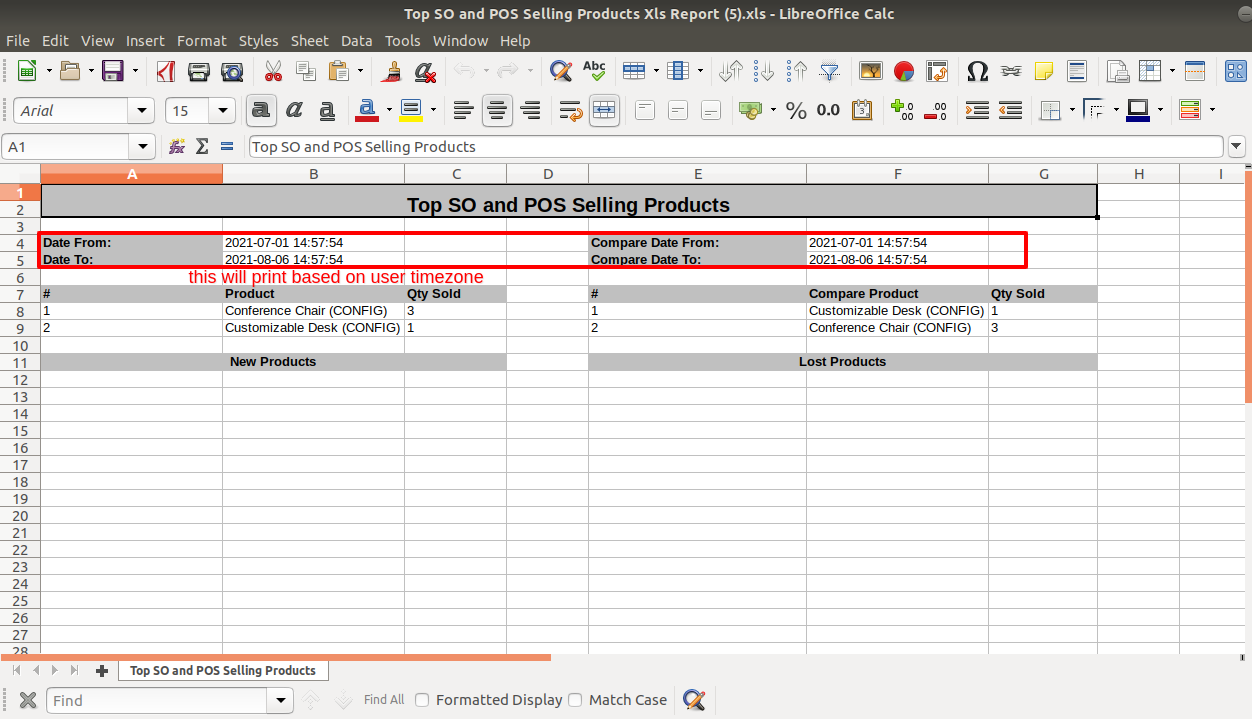 Top SO and POS Selling Products Xls Report (5).xls - LibreOffice Calc
File Edit View Insert Format Styles Sheet Data Tools Window Help
Abc
Arial 15 a a a a % 0.0 3 .00 .00
A1 fx Σ = Top SO and POS Selling Products
A B C D E F G H I
1
2 Top SO and POS Selling Products
3
4 Date From: 2021-07-01 14:57:54 Compare Date From: 2021-07-01 14:57:54
5 Date To: 2021-08-06 14:57:54 Compare Date To: 2021-08-06 14:57:54
6 this will print based on user timezone
7 # Product Qty Sold # Compare Product Qty Sold
8 1 Conference Chair (CONFIG) 3 1 Customizable Desk (CONFIG) 1
9 2 Customizable Desk (CONFIG) 1 2 Conference Chair (CONFIG) 3
10
11 New Products Lost Products
12
13
14
15
16
17
18
19
20
21
22
23
24
25
26
27
28
Top SO and POS Selling Products
Find Find All Formatted Display Match Case